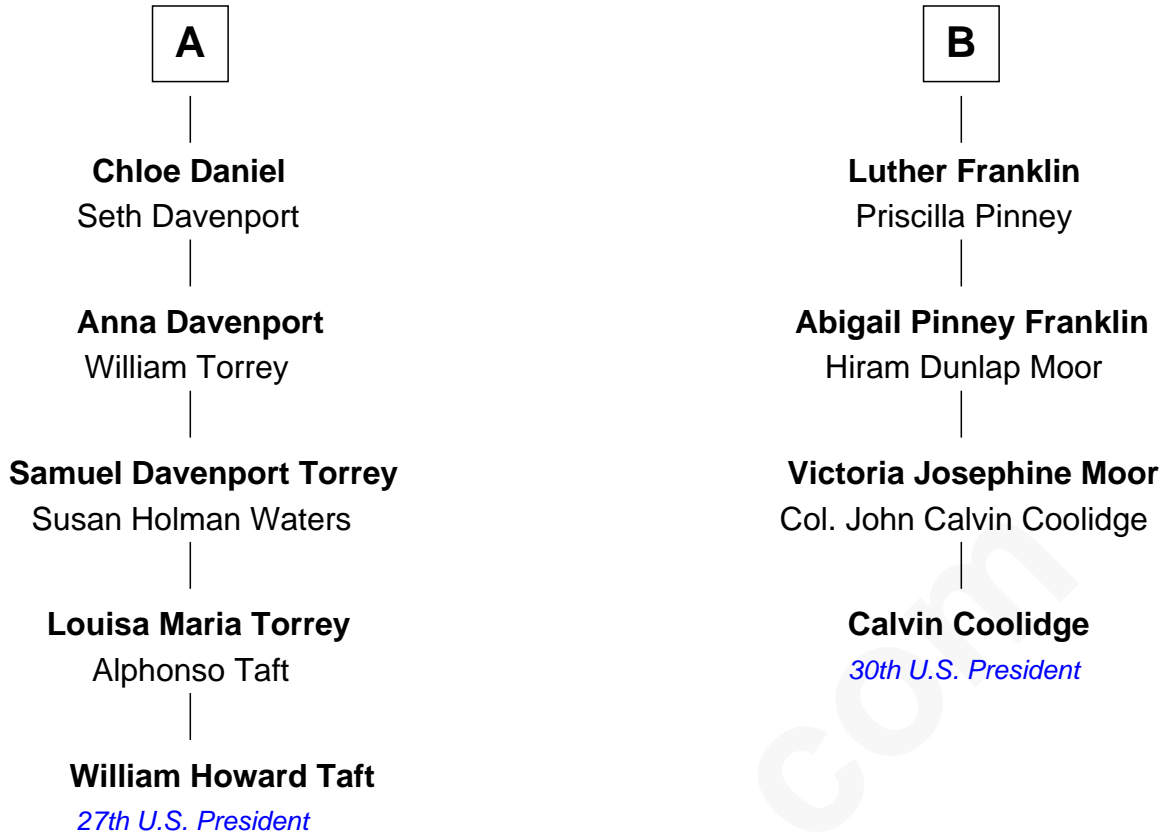 A
Chloe Daniel
Seth Davenport
Anna Davenport
William Torrey
Samuel Davenport Torrey
Susan Holman Waters
Louisa Maria Torrey
Alphonso Taft
William Howard Taft
27th U.S. President
B
Luther Franklin
Priscilla Pinney
Abigail Pinney Franklin
Hiram Dunlap Moor
Victoria Josephine Moor
Col. John Calvin Coolidge
Calvin Coolidge
30th U.S. President
com